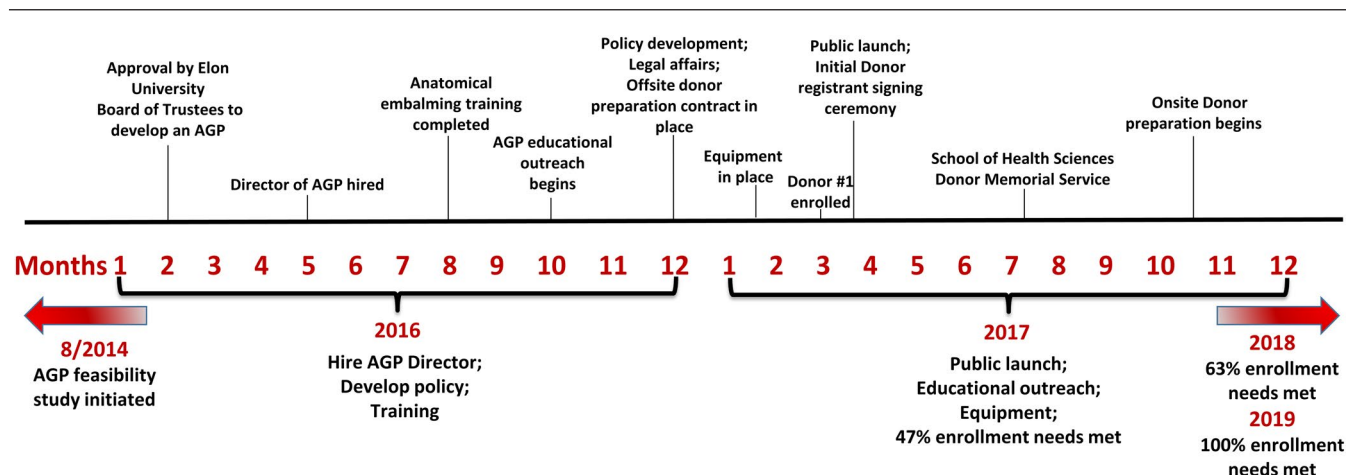 Approval by Elon
University
Board of Trustees to
develop an AGP
Director of AGP hired
Anatomical
embalming training
completed
AGP educational
outreach
begins
Policy development;
Legal affairs;
Offsite donor
preparation contract in
place
Equipment
in place
Donor #1
enrolled
Public launch;
Initial Donor
registrant signing
ceremony
School of Health Sciences
Donor Memorial Service
Onsite Donor
preparation begins
Months 1 2 3 4 5 6 7 8 9 10 11 12 1 2 3 4 5 6 7 8 9 10 11 12
8/2014
AGP feasibility
study initiated
2016
Hire AGP Director;
Develop policy;
Training
2017
Public launch;
Educational outreach;
Equipment;
47% enrollment needs met
2018
63% enrollment
needs met
2019
100% enrollment
needs met